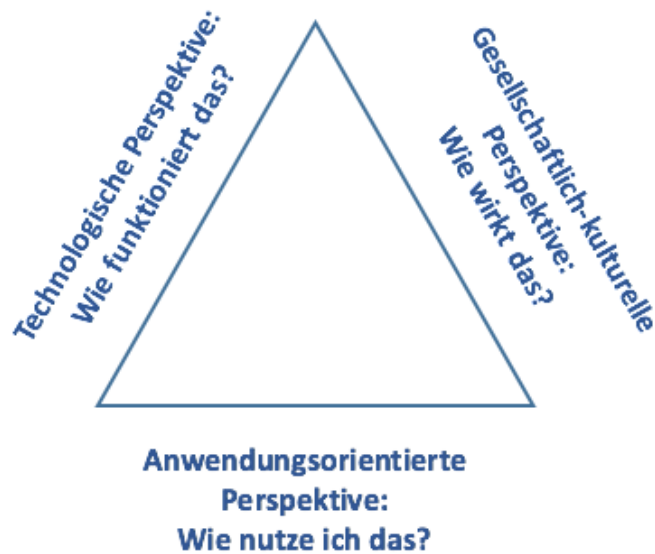 Technologische Perspektive:
Wie funktioniert das?
Gesellschaftlich-kulturelle
Perspektive:
Wie wirkt das?
Anwendungsorientierte
Perspektive:
Wie nutze ich das?